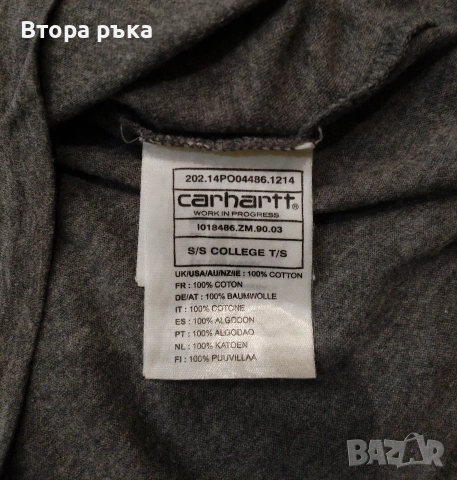 Втора ръка
202.14PO04486.1214
carhartt
WORK IN PROGRESS
I018486.ZM.90.03
S/S COLLEGE T/S
UK/USA/AU/NZ/IE : 100% COTTON
FR : 100% COTON
DE/AT : 100% BAUMWOLLE
IT : 100% COTONE
ES : 100% ALGODON
PT : 100% ALGODAO
NL : 100% KATOEN
FI : 100% PUUVILLAA
BAZAR